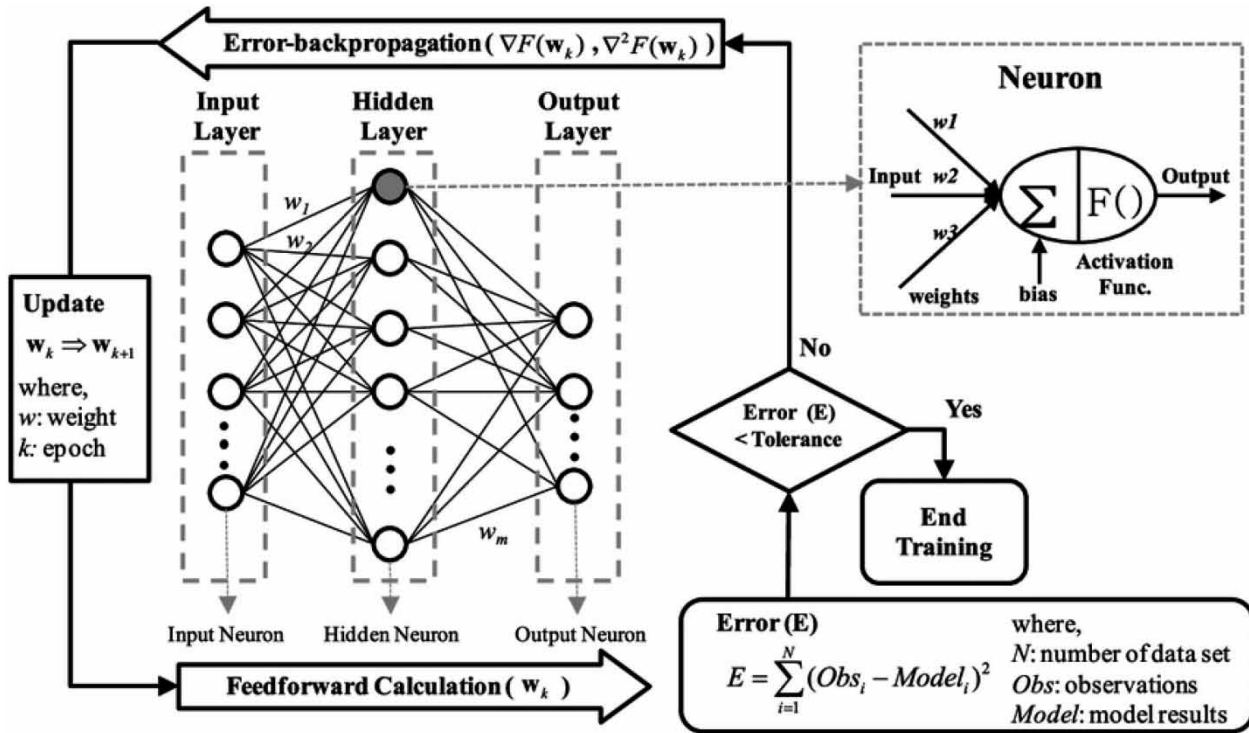 Error-backpropagation ( ∇F(w_k) , ∇²F(w_k) )
Input
Layer
Hidden
Layer
Output
Layer
Neuron
w1
Input
w2
w3
Σ
F()
Output
weights
bias
Activation
Func.
w_1
w_2
w_m
Update
w_k ⇒ w_{k+1}
where,
w: weight
k: epoch
No
Error (E)
< Tolerance
Yes
End
Training
Input Neuron
Hidden Neuron
Output Neuron
Feedforward Calculation ( w_k )
Error (E)
E = \sum_{i=1}^{N} (Obs_i – Model_i)²
where,
N: number of data set
Obs: observations
Model: model results